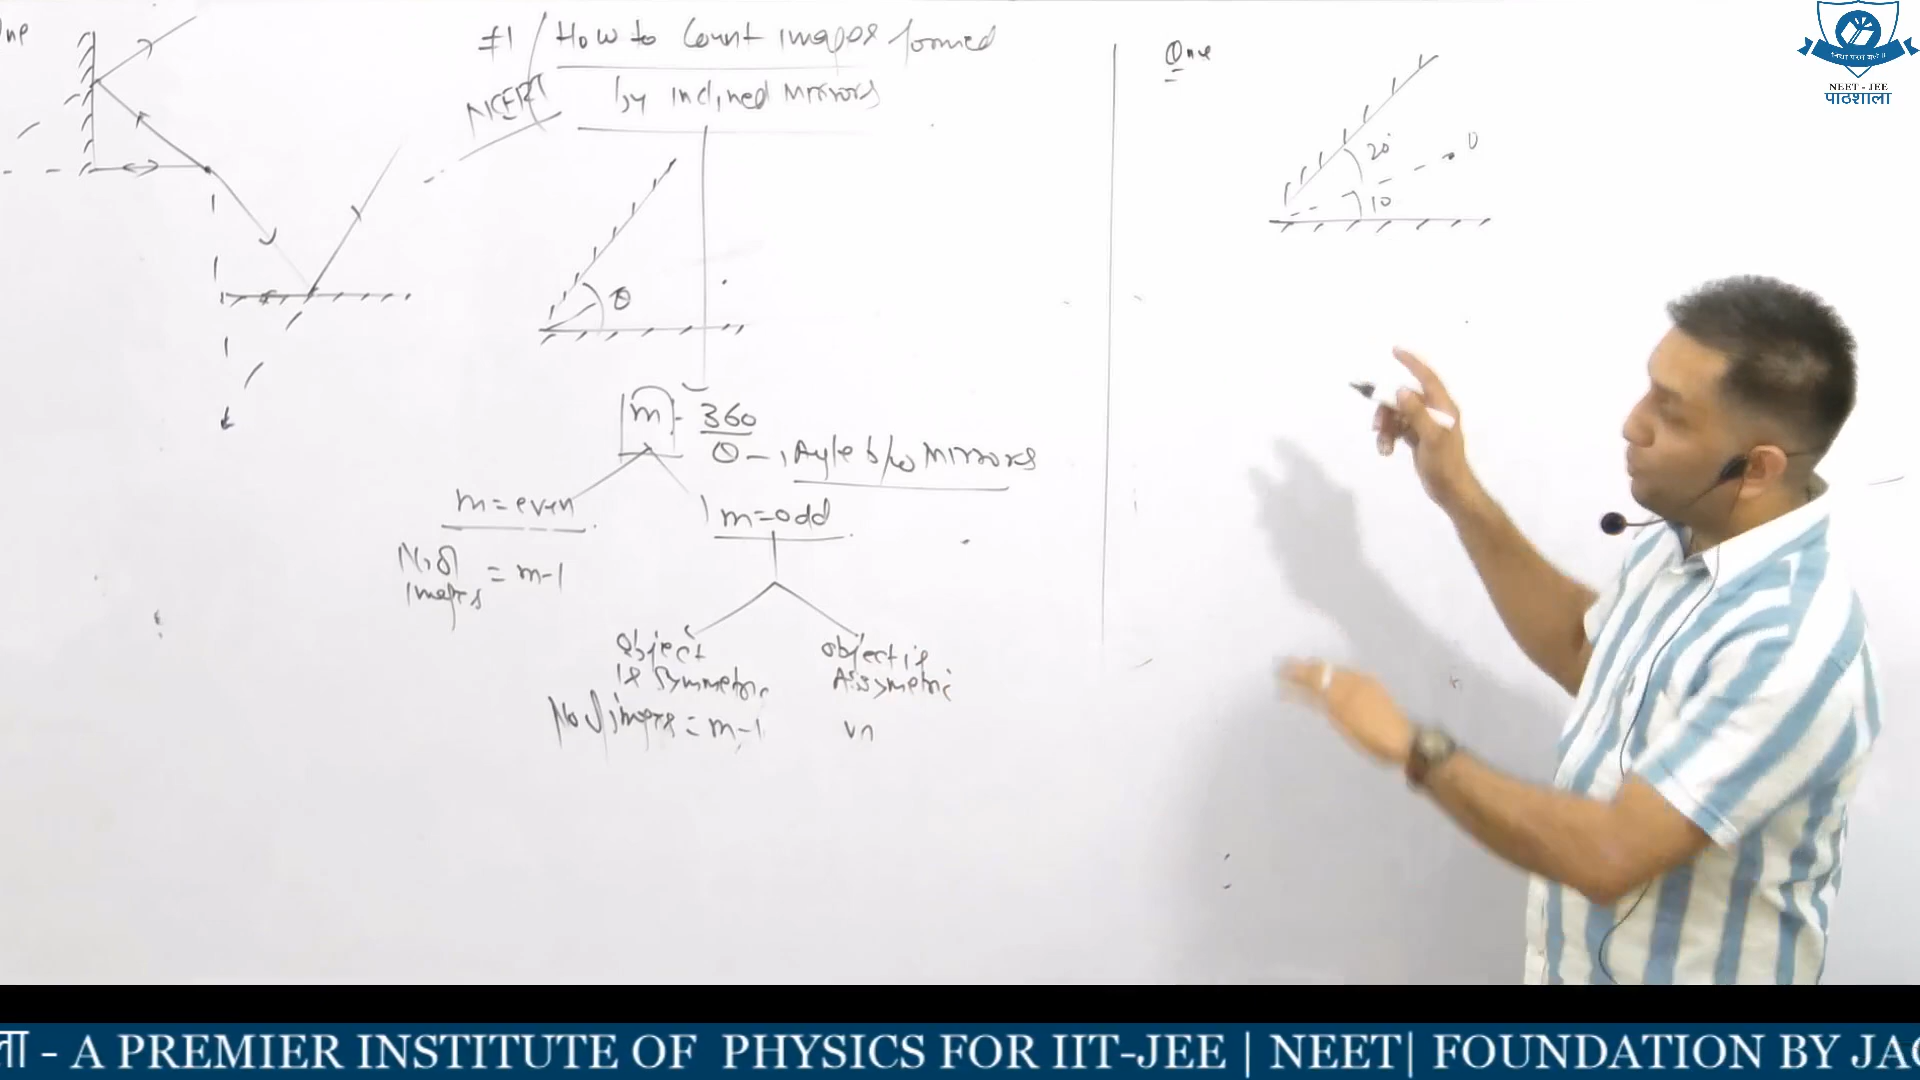 #1 How to Count images formed
by inclined mirrors
NCERT
θ
m = 360
θ → Angle b/w mirrors
m = even
m = odd
No. of images = m-1
Object is Symmetric
Object is Assymetric
No of images = m-1
Que
20°
O
10
NEET - JEE
पाठशाला
ला - A PREMIER INSTITUTE OF PHYSICS FOR IIT-JEE | NEET| FOUNDATION BY JAG